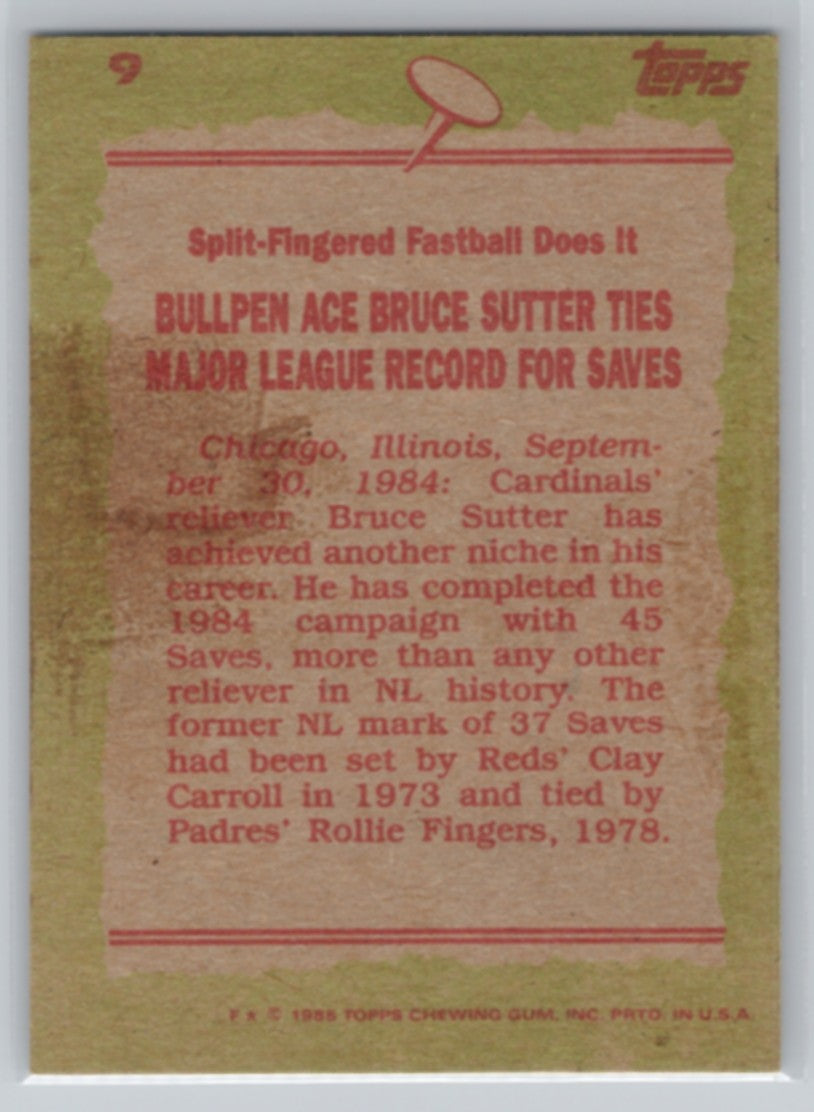 9
topps
Split-Fingered Fastball Does It
BULLPEN ACE BRUCE SUTTER TIES
MAJOR LEAGUE RECORD FOR SAVES
Chicago, Illinois, Septem-
ber 30, 1984: Cardinals'
reliever Bruce Sutter has
achieved another niche in his
career. He has completed the
1984 campaign with 45
Saves, more than any other
reliever in NL history. The
former NL mark of 37 Saves
had been set by Reds' Clay
Carroll in 1973 and tied by
Padres' Rollie Fingers, 1978.
F * © 1985 TOPPS CHEWING GUM, INC. PRTD. IN U.S.A.